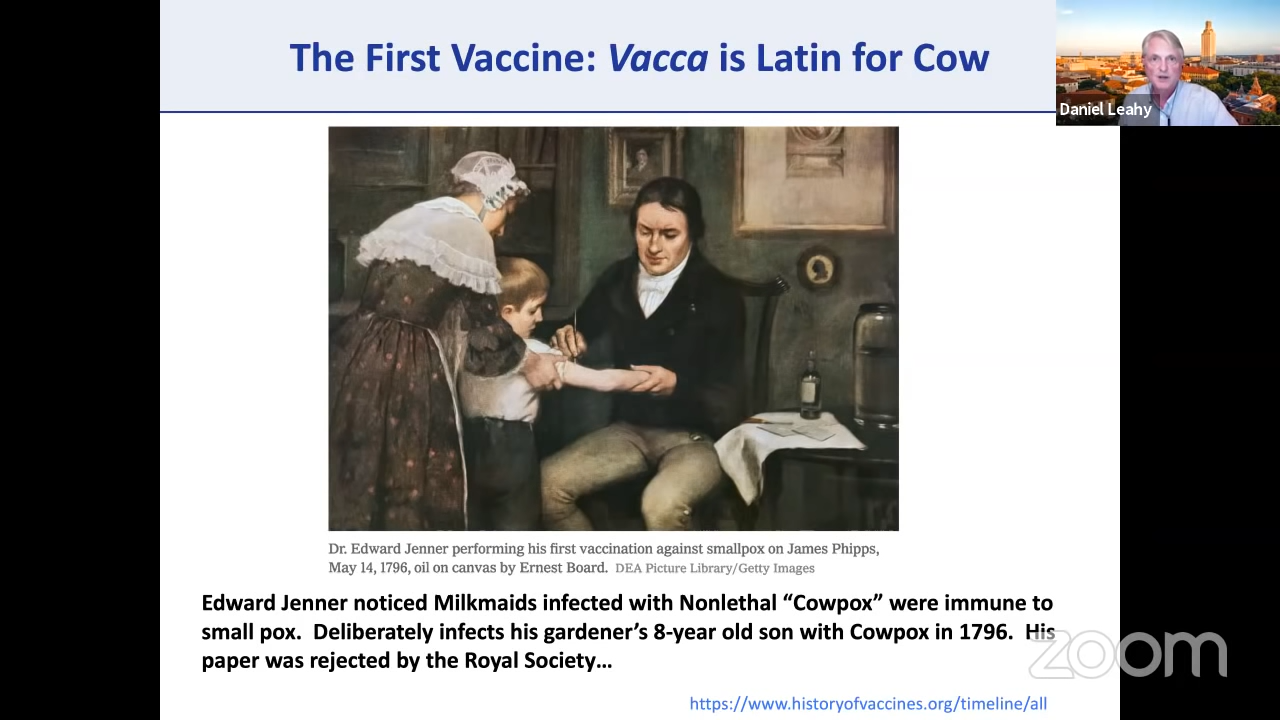 The First Vaccine: Vacca is Latin for Cow
Daniel Leahy
Dr. Edward Jenner performing his first vaccination against smallpox on James Phipps,
May 14, 1796, oil on canvas by Ernest Board. DEA Picture Library/Getty Images
Edward Jenner noticed Milkmaids infected with Nonlethal “Cowpox” were immune to
small pox. Deliberately infects his gardener’s 8-year old son with Cowpox in 1796. His
paper was rejected by the Royal Society…
zoom
https://www.historyofvaccines.org/timeline/all